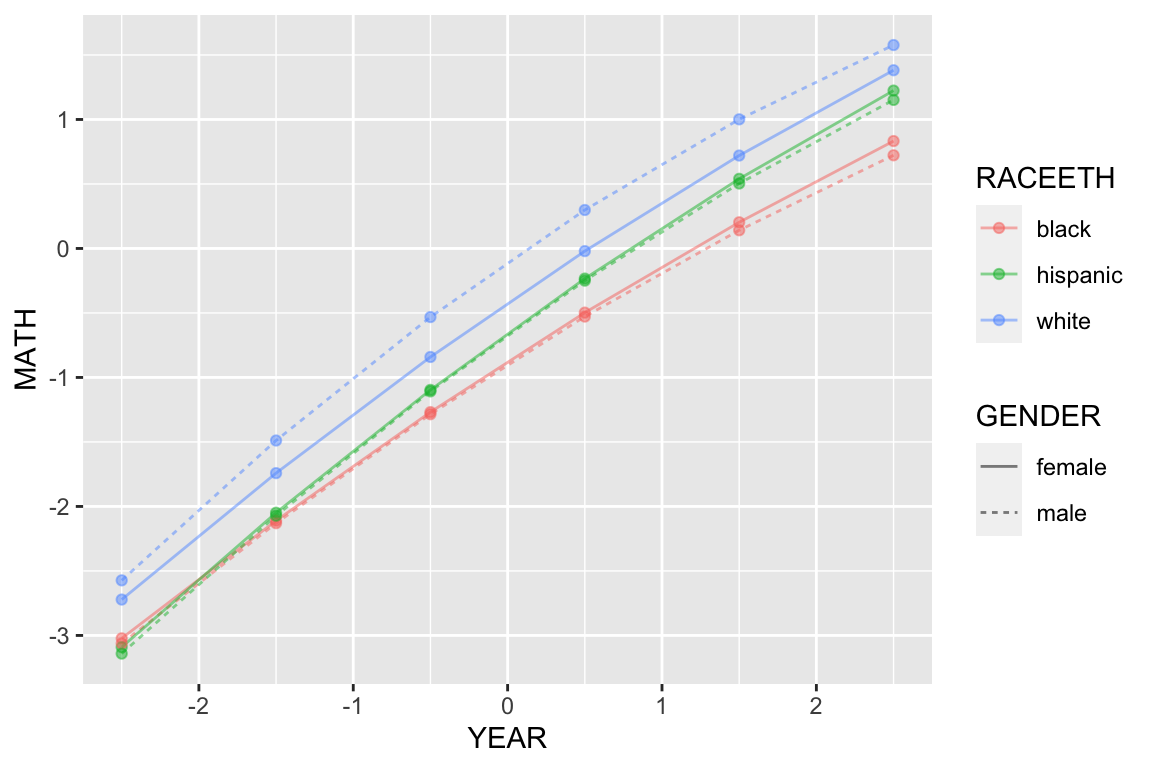 MATH
1
0
-1
-2
-3
-2 -1 0 1 2
YEAR
RACEETH
black
hispanic
white
GENDER
female
male